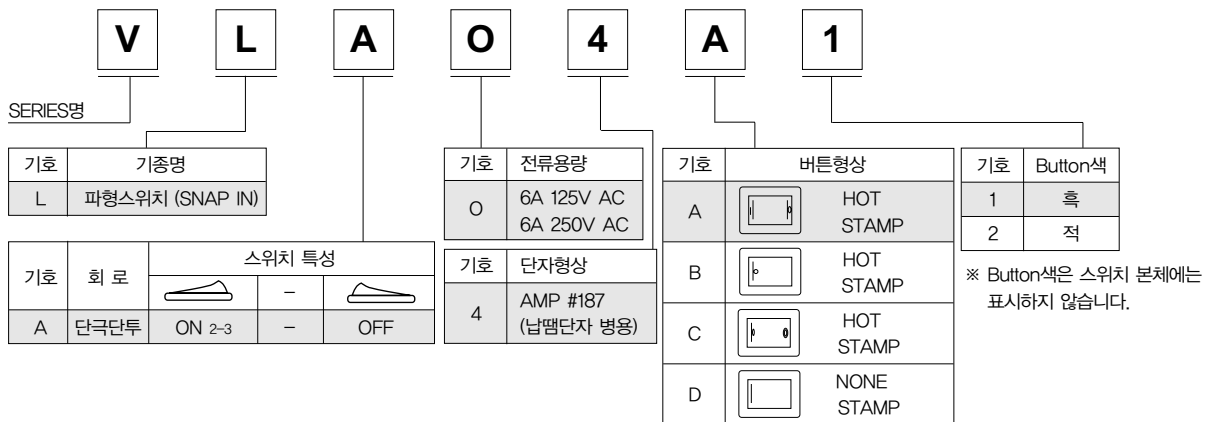 V L A O 4 A 1
SERIES명
기호 기종명
L 파형스위치 (SNAP IN)
기호 회 로 스위치 특성
–
A 단극단투 ON 2-3 – OFF
기호 전류용량
O 6A 125V AC
6A 250V AC
기호 단자형상
4 AMP #187
(납땜단자 병용)
기호 버튼형상
A HOT
STAMP
B HOT
STAMP
C HOT
STAMP
D NONE
STAMP
기호 Button색
1 흑
2 적
※ Button색은 스위치 본체에는
표시하지 않습니다.